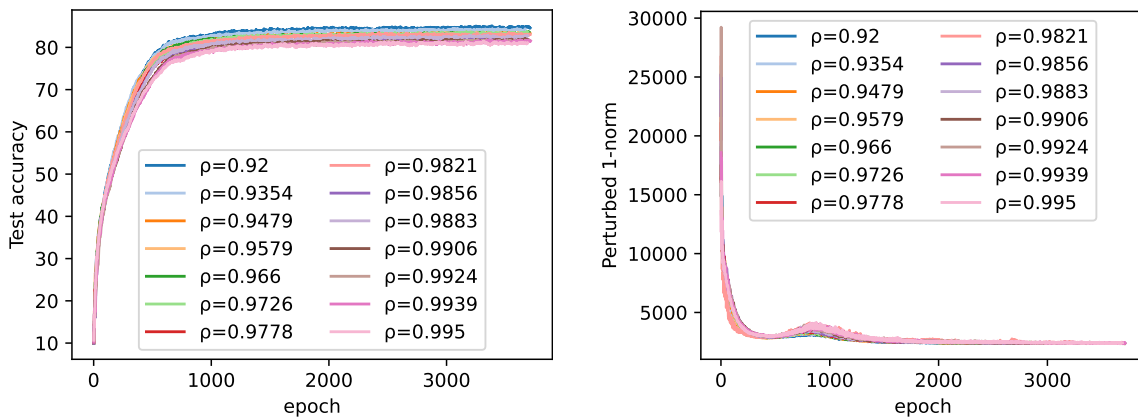 80
70
60
50
40
30
20
10
Test accuracy
ρ=0.92 ρ=0.9821
ρ=0.9354 ρ=0.9856
ρ=0.9479 ρ=0.9883
ρ=0.9579 ρ=0.9906
ρ=0.966 ρ=0.9924
ρ=0.9726 ρ=0.9939
ρ=0.9778 ρ=0.995
0 1000 2000 3000
epoch
30000
25000
20000
15000
10000
5000
Perturbed 1-norm
ρ=0.92 ρ=0.9821
ρ=0.9354 ρ=0.9856
ρ=0.9479 ρ=0.9883
ρ=0.9579 ρ=0.9906
ρ=0.966 ρ=0.9924
ρ=0.9726 ρ=0.9939
ρ=0.9778 ρ=0.995
0 1000 2000 3000
epoch